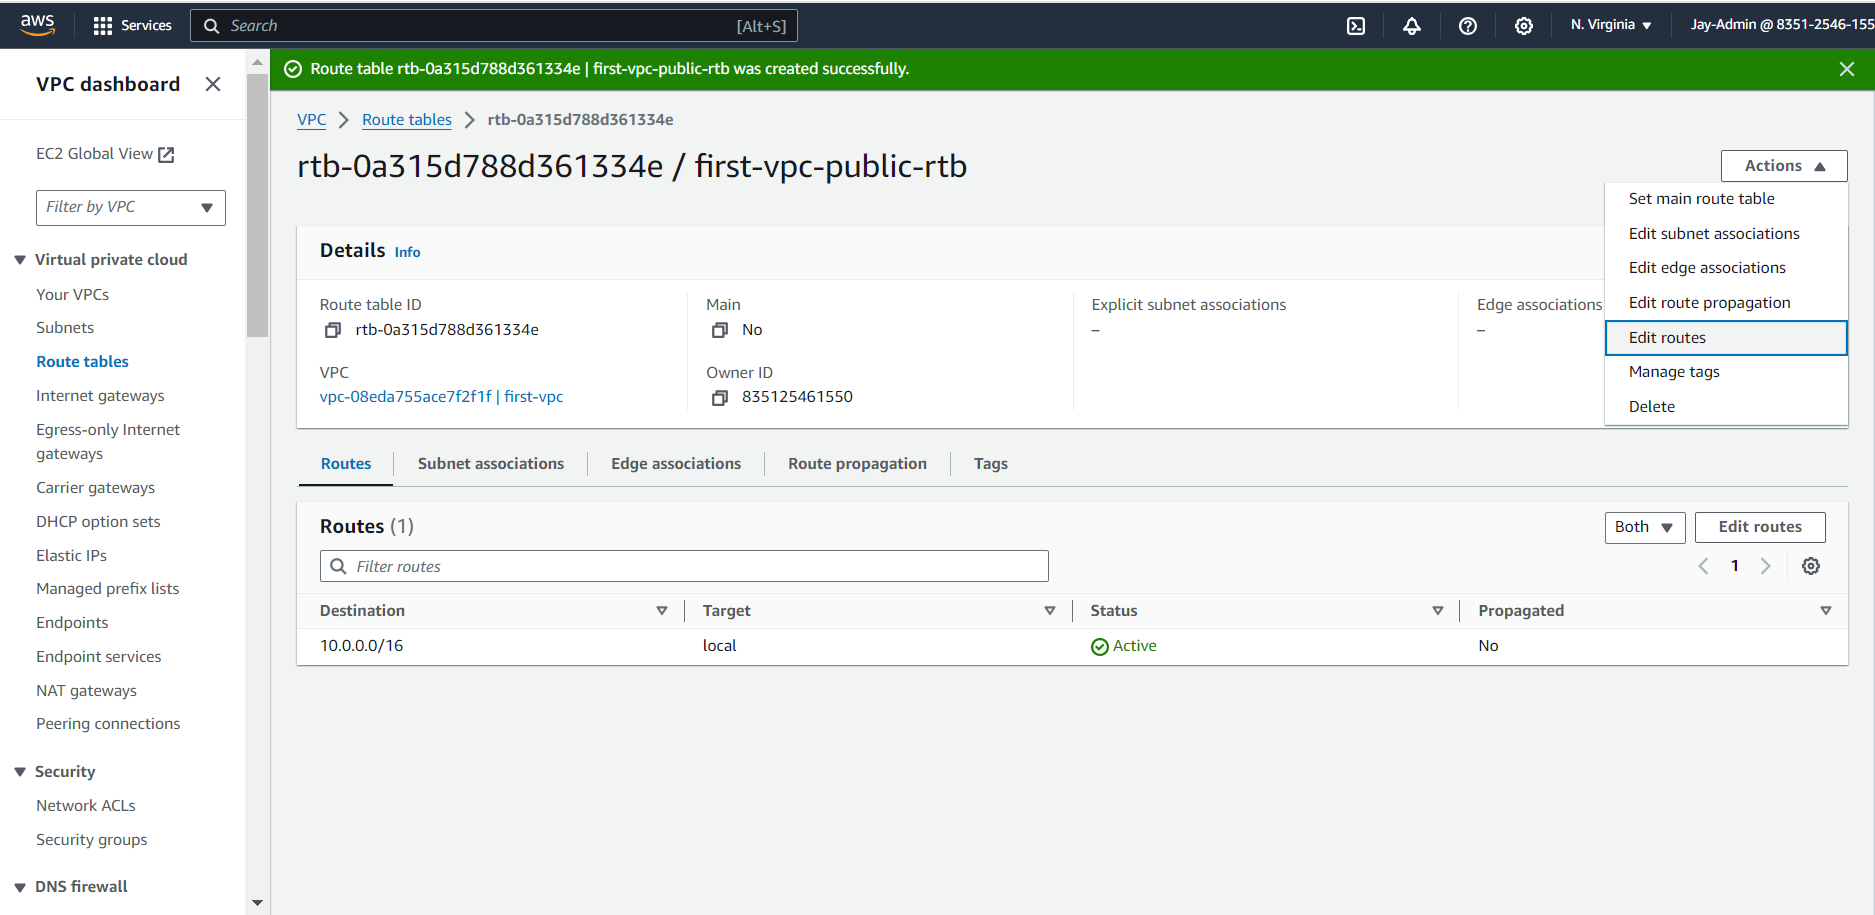 aws
Services
Search
[Alt+S]
N. Virginia
Jay-Admin @ 8351-2546-155
VPC dashboard
EC2 Global View
Filter by VPC
Virtual private cloud
Your VPCs
Subnets
Route tables
Internet gateways
Egress-only Internet
gateways
Carrier gateways
DHCP option sets
Elastic IPs
Managed prefix lists
Endpoints
Endpoint services
NAT gateways
Peering connections
Security
Network ACLs
Security groups
DNS firewall
Route table rtb-0a315d788d361334e | first-vpc-public-rtb was created successfully.
VPC
Route tables
rtb-0a315d788d361334e
rtb-0a315d788d361334e / first-vpc-public-rtb
Actions
Set main route table
Edit subnet associations
Edit edge associations
Edit route propagation
Edit routes
Manage tags
Delete
Details Info
Route table ID
rtb-0a315d788d361334e
Main
No
Explicit subnet associations
–
Edge associations
–
VPC
vpc-08eda755ace7f2f1f | first-vpc
Owner ID
835125461550
Routes
Subnet associations
Edge associations
Route propagation
Tags
Routes (1)
Both
Edit routes
Filter routes
1
Destination
Target
Status
Propagated
10.0.0.0/16
local
Active
No